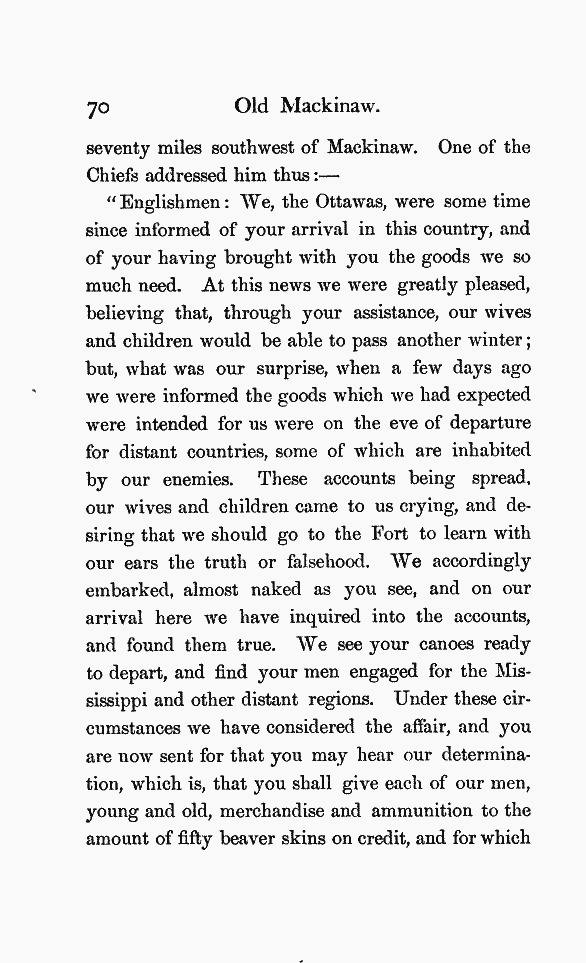 70 Old Mackinaw.
seventy miles southwest of Mackinaw. One of the
Chiefs addressed him thus:—
“Englishmen: We, the Ottawas, were some time
since informed of your arrival in this country, and
of your having brought with you the goods we so
much need. At this news we were greatly pleased,
believing that, through your assistance, our wives
and children would be able to pass another winter;
but, what was our surprise, when a few days ago
we were informed the goods which we had expected
were intended for us were on the eve of departure
for distant countries, some of which are inhabited
by our enemies. These accounts being spread,
our wives and children came to us crying, and de-
siring that we should go to the Fort to learn with
our ears the truth or falsehood. We accordingly
embarked, almost naked as you see, and on our
arrival here we have inquired into the accounts,
and found them true. We see your canoes ready
to depart, and find your men engaged for the Mis-
sissippi and other distant regions. Under these cir-
cumstances we have considered the affair, and you
are now sent for that you may hear our determina-
tion, which is, that you shall give each of our men,
young and old, merchandise and ammunition to the
amount of fifty beaver skins on credit, and for which